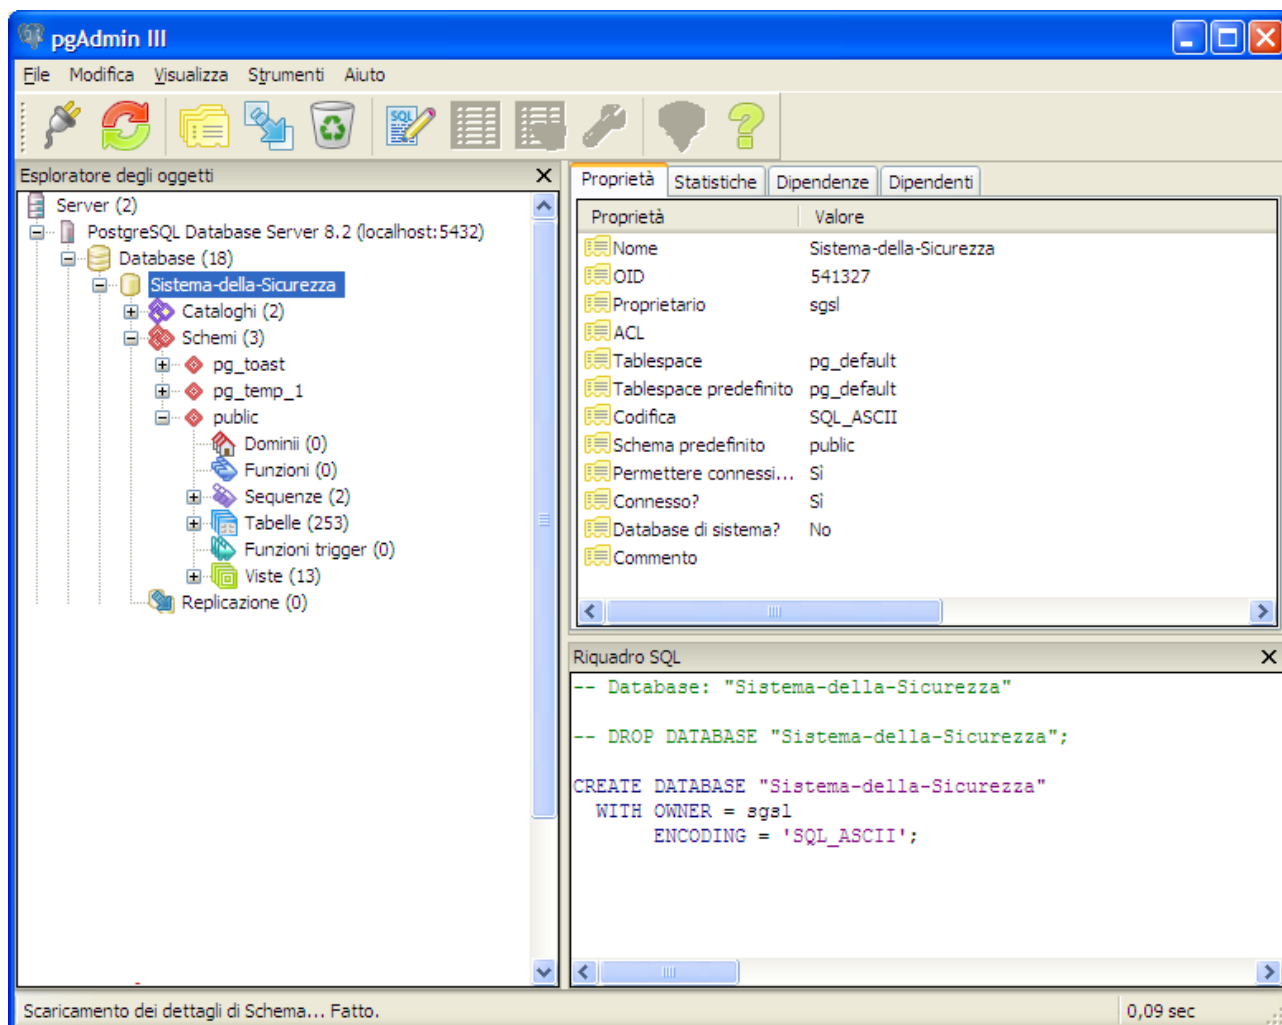 pgAdmin III
File Modifica Visualizza Strumenti Aiuto
SQL
Esploratore degli oggetti
Server (2)
PostgreSQL Database Server 8.2 (localhost:5432)
Database (18)
Sistema-della-Sicurezza
Cataloghi (2)
Schemi (3)
pg_toast
pg_temp_1
public
Dominii (0)
Funzioni (0)
Sequenze (2)
Tabelle (253)
Funzioni trigger (0)
Viste (13)
Replicazione (0)
Proprietà Statistiche Dipendenze Dipendenti
Proprietà Valore
Nome Sistema-della-Sicurezza
OID 541327
Proprietario sgsl
ACL
Tablespace pg_default
Tablespace predefinito pg_default
Codifica SQL_ASCII
Schema predefinito public
Permettere connessi... Sì
Connesso? Sì
Database di sistema? No
Commento
Riquadro SQL
-- Database: "Sistema-della-Sicurezza"
-- DROP DATABASE "Sistema-della-Sicurezza";
CREATE DATABASE "Sistema-della-Sicurezza"
WITH OWNER = sgsl
ENCODING = 'SQL_ASCII';
Scaricamento dei dettagli di Schema... Fatto.
0,09 sec